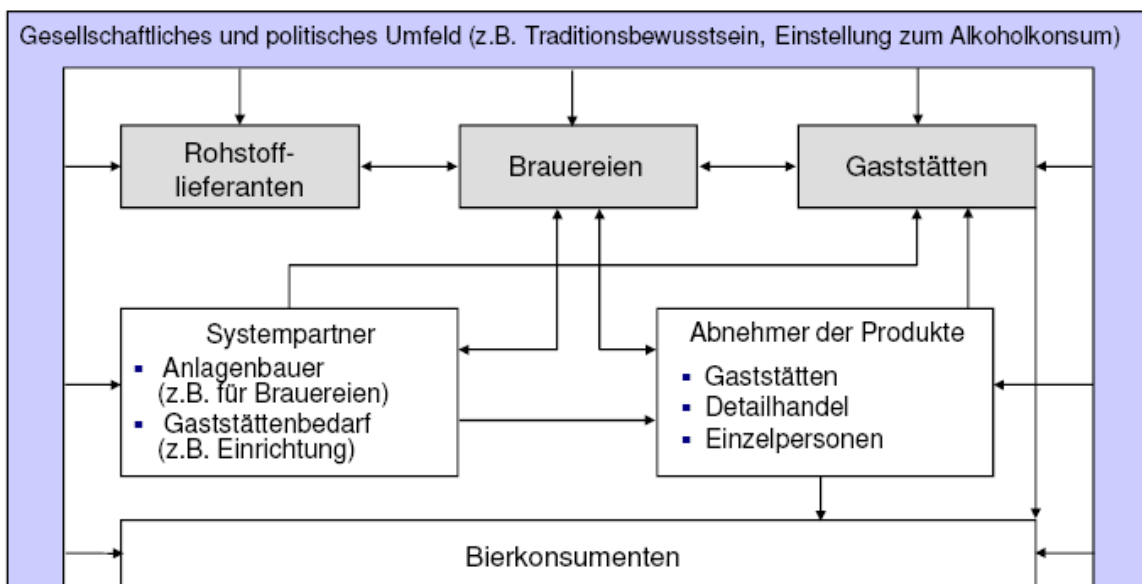 Gesellschaftliches und politisches Umfeld (z.B. Traditionsbewusstsein, Einstellung zum Alkoholkonsum)
Rohstoff-
lieferanten
Brauereien
Gaststätten
Systempartner
▪ Anlagenbauer
(z.B. für Brauereien)
▪ Gaststättenbedarf
(z.B. Einrichtung)
Abnehmer der Produkte
▪ Gaststätten
▪ Detailhandel
▪ Einzelpersonen
Bierkonsumenten